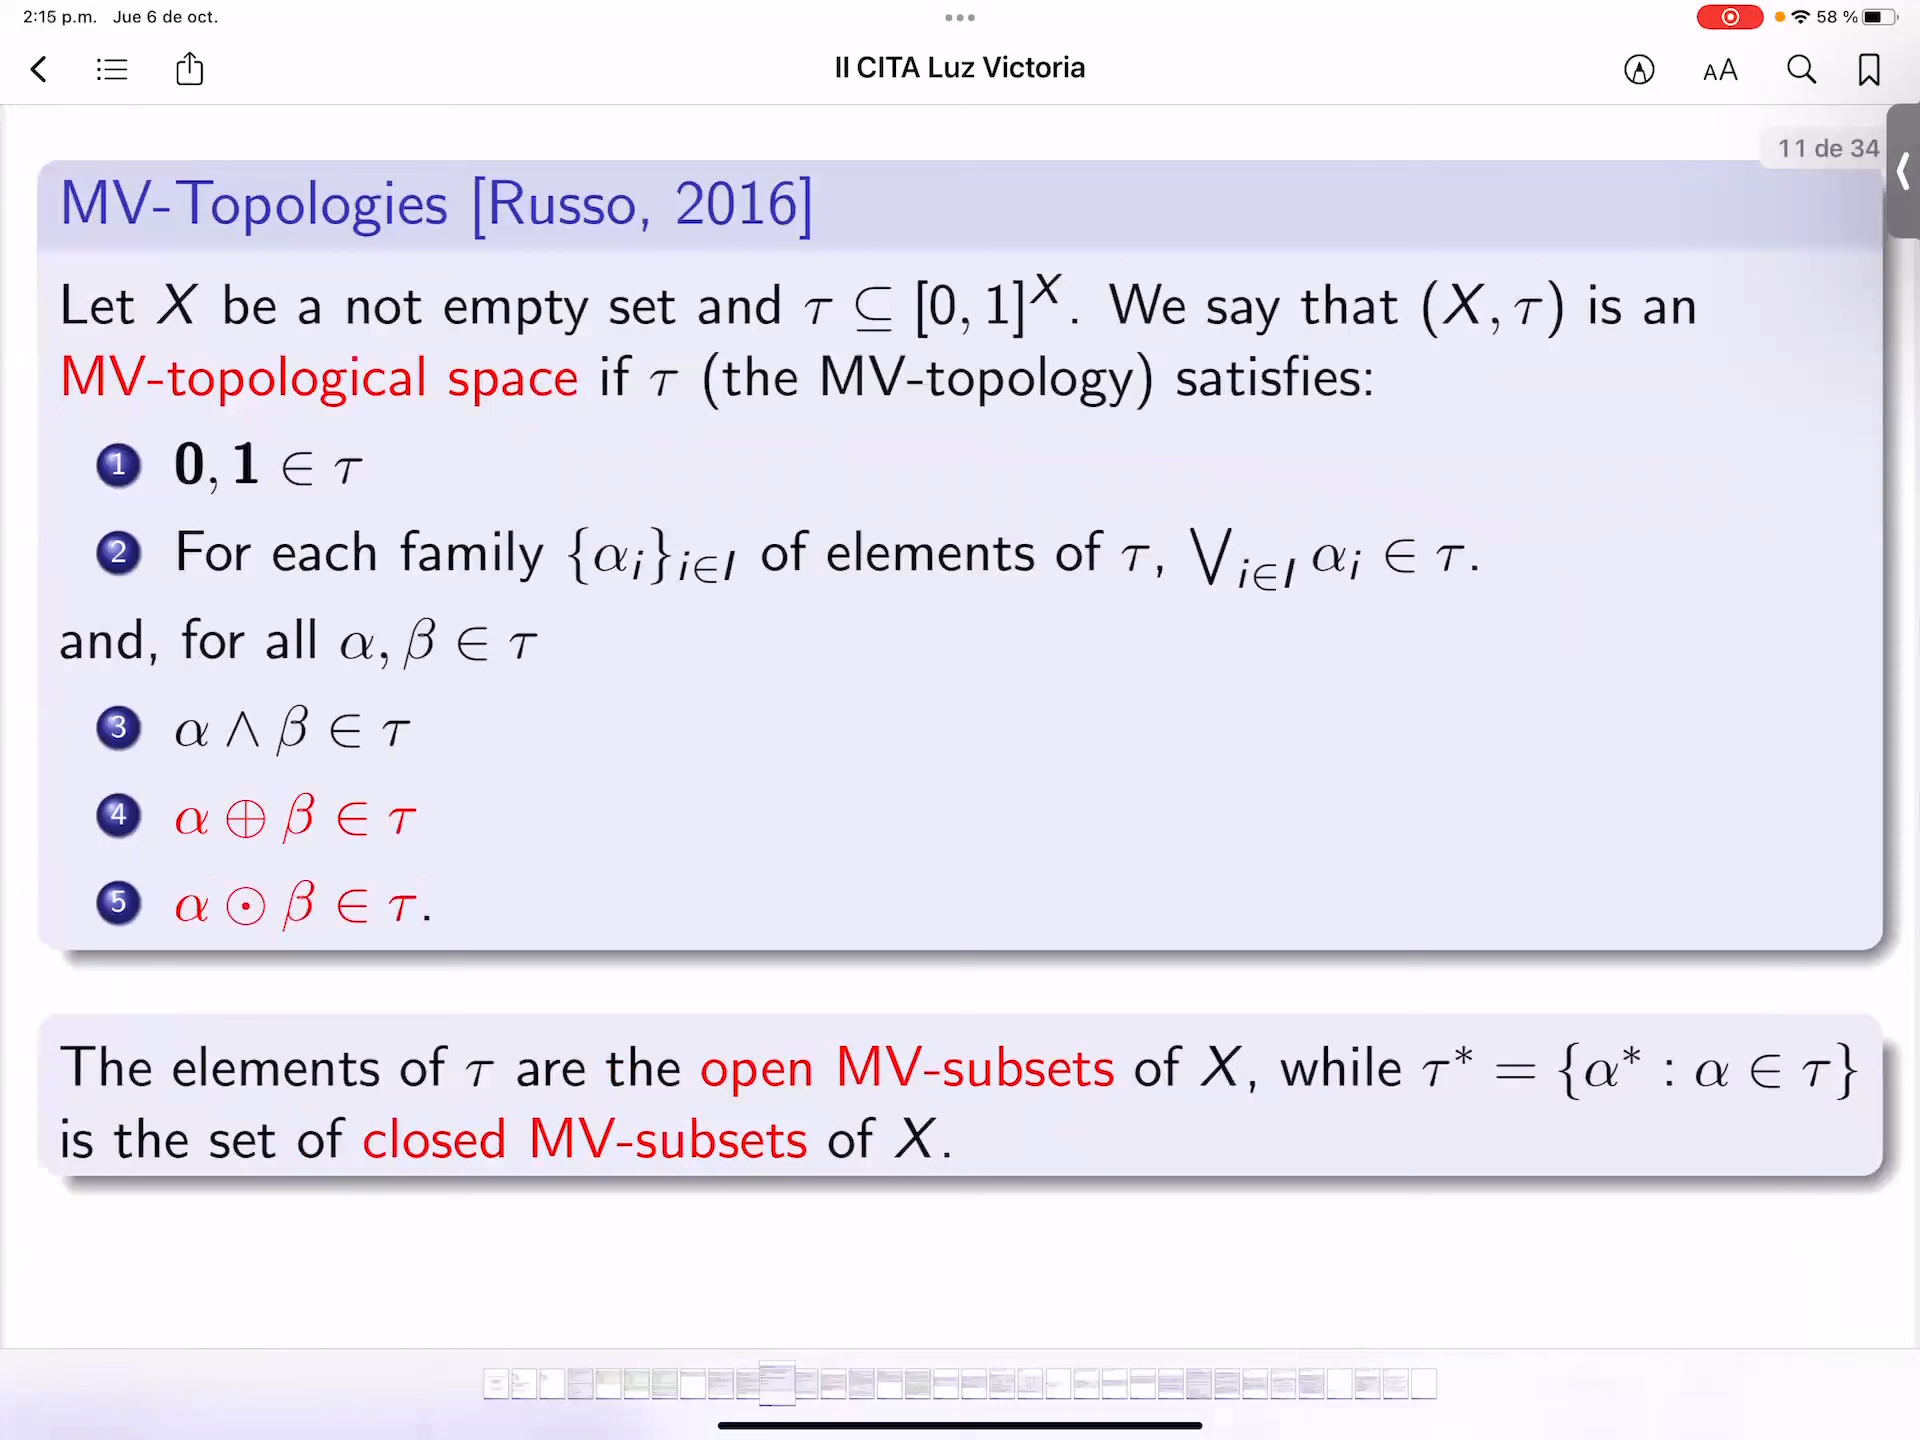 2:15 p.m. Jue 6 de oct.
58 %
II CITA Luz Victoria
AA
11 de 34
MV-Topologies [Russo, 2016]
Let X be a not empty set and τ ⊆ [0, 1]^X. We say that (X, τ) is an
MV-topological space if τ (the MV-topology) satisfies:
1 𝟎, 𝟏 ∈ τ
2 For each family {α_i}_{i∈I} of elements of τ, ⋁_{i∈I} α_i ∈ τ.
and, for all α, β ∈ τ
3 α ∧ β ∈ τ
4 α ⊕ β ∈ τ
5 α ⊙ β ∈ τ.
The elements of τ are the open MV-subsets of X, while τ* = {α* : α ∈ τ}
is the set of closed MV-subsets of X.